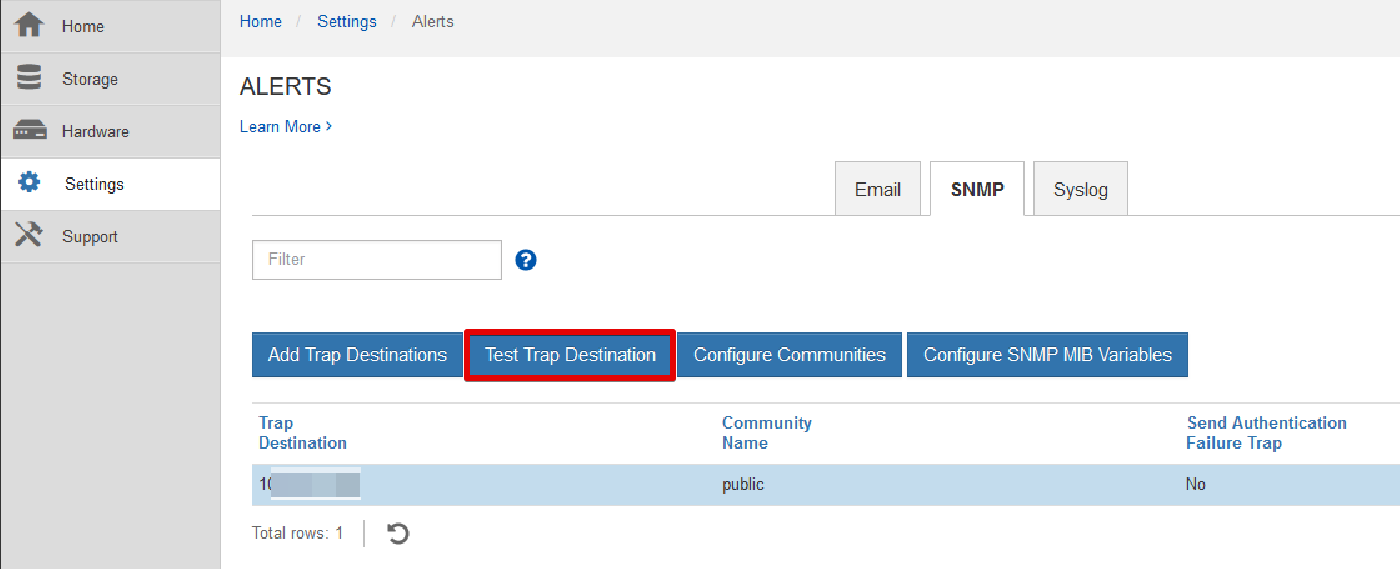 Home
Storage
Hardware
Settings
Support
Home / Settings / Alerts
ALERTS
Learn More >
Email SNMP Syslog
Filter ?
Add Trap Destinations Test Trap Destination Configure Communities Configure SNMP MIB Variables
Trap Community Send Authentication
Destination Name Failure Trap
public No
Total rows: 1